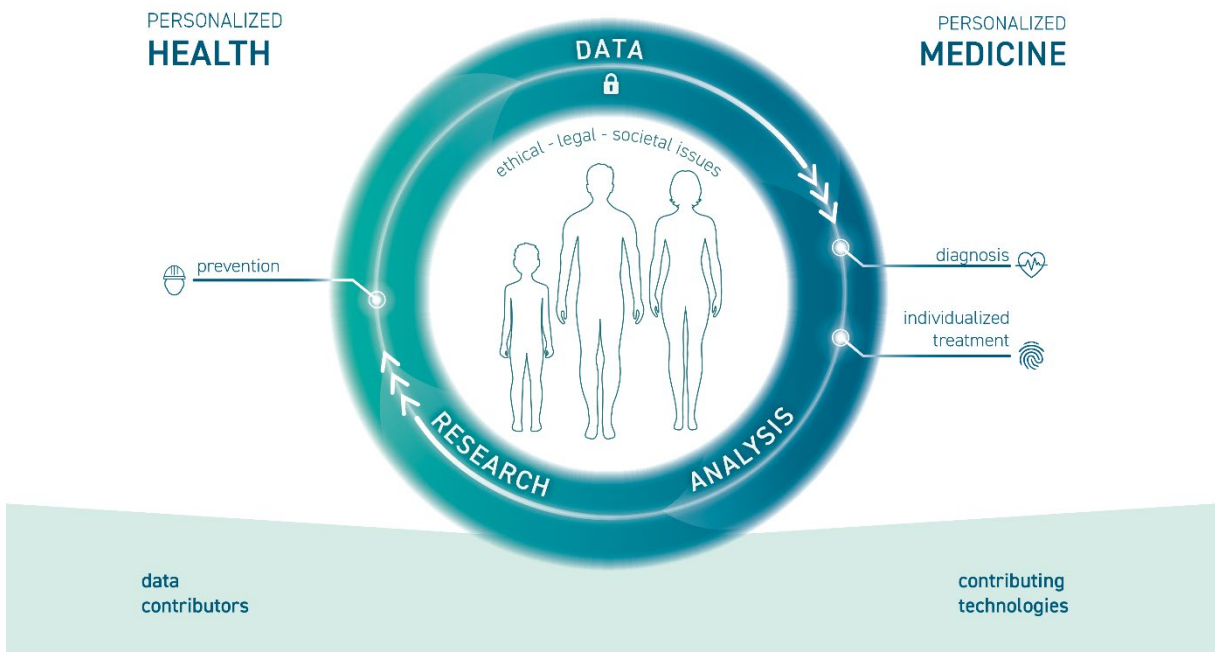 PERSONALIZED
HEALTH
PERSONALIZED
MEDICINE
DATA
ethical - legal - societal issues
prevention
diagnosis
individualized
treatment
RESEARCH
ANALYSIS
data
contributors
contributing
technologies